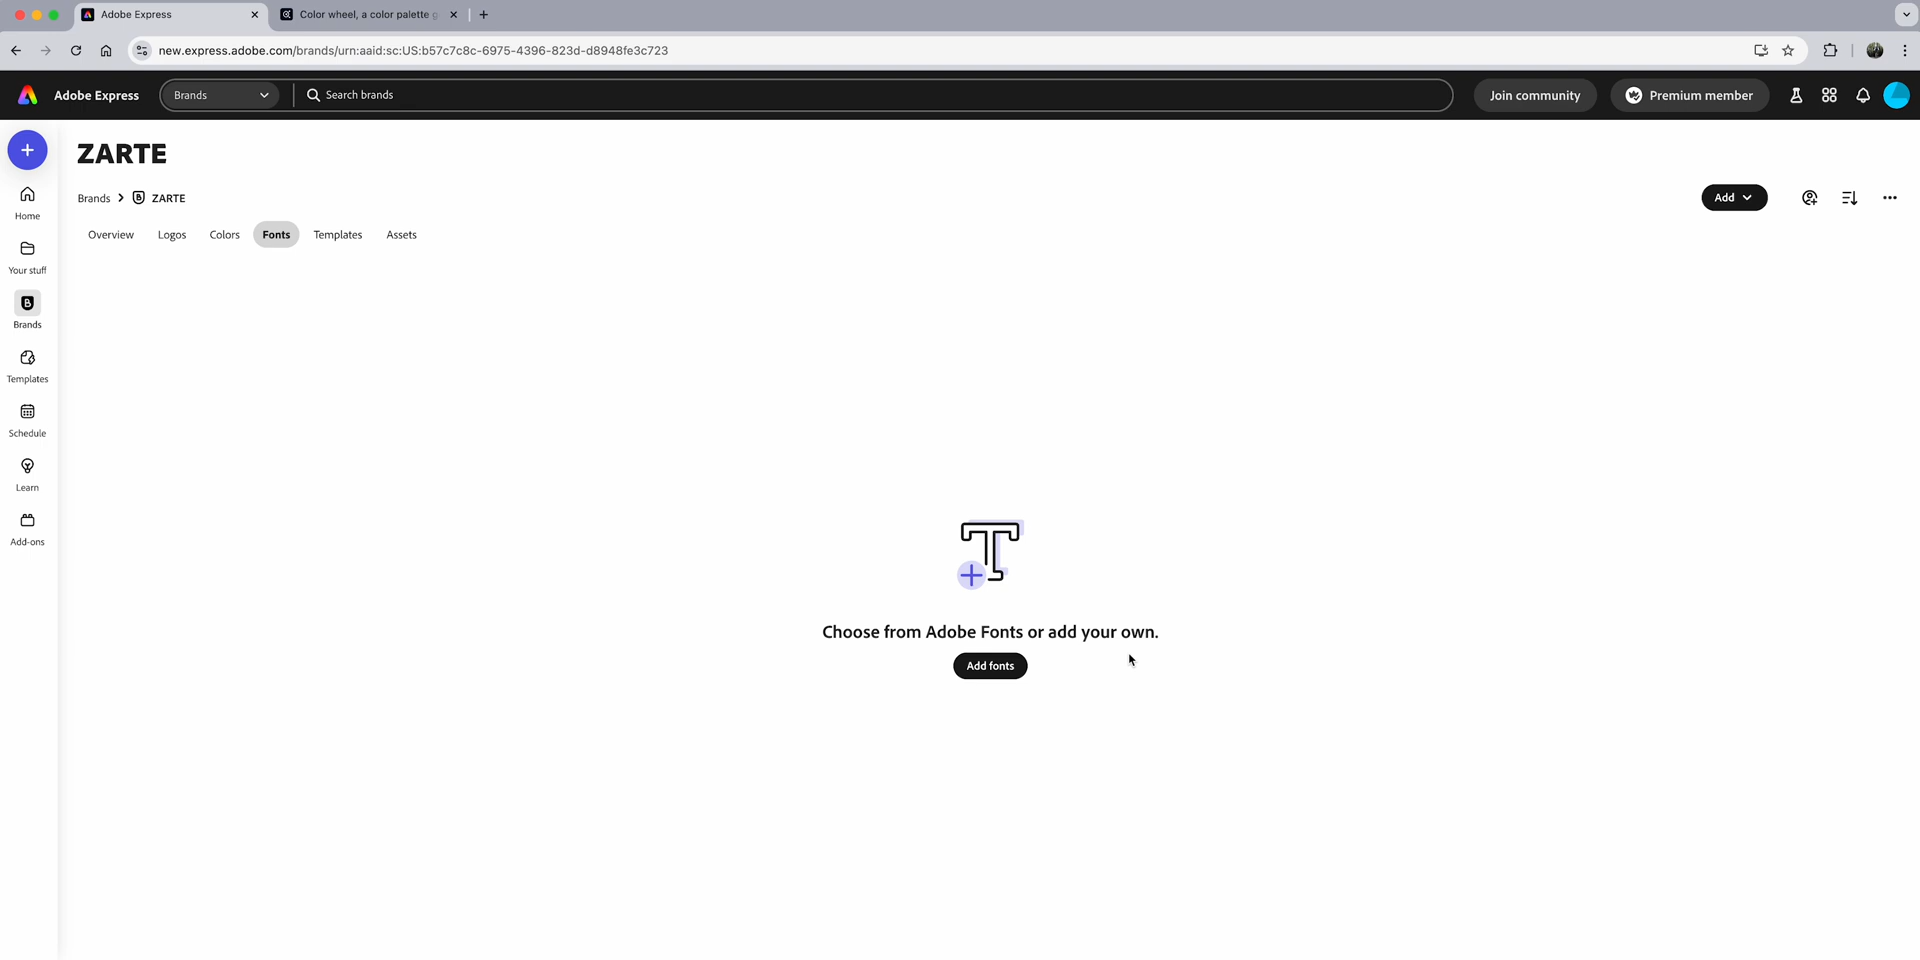 Adobe Express
Color wheel, a color palette
new.express.adobe.com/brands/urn:aaid:sc:US:b57c7c8c-6975-4396-823d-d8948fe3c723
Adobe Express
Brands
Search brands
Join community
Premium member
ZARTE
Brands
B
ZARTE
Add
Overview
Logos
Colors
Fonts
Templates
Assets
Home
Your stuff
B
Brands
Templates
Schedule
Learn
Add-ons
Choose from Adobe Fonts or add your own.
Add fonts